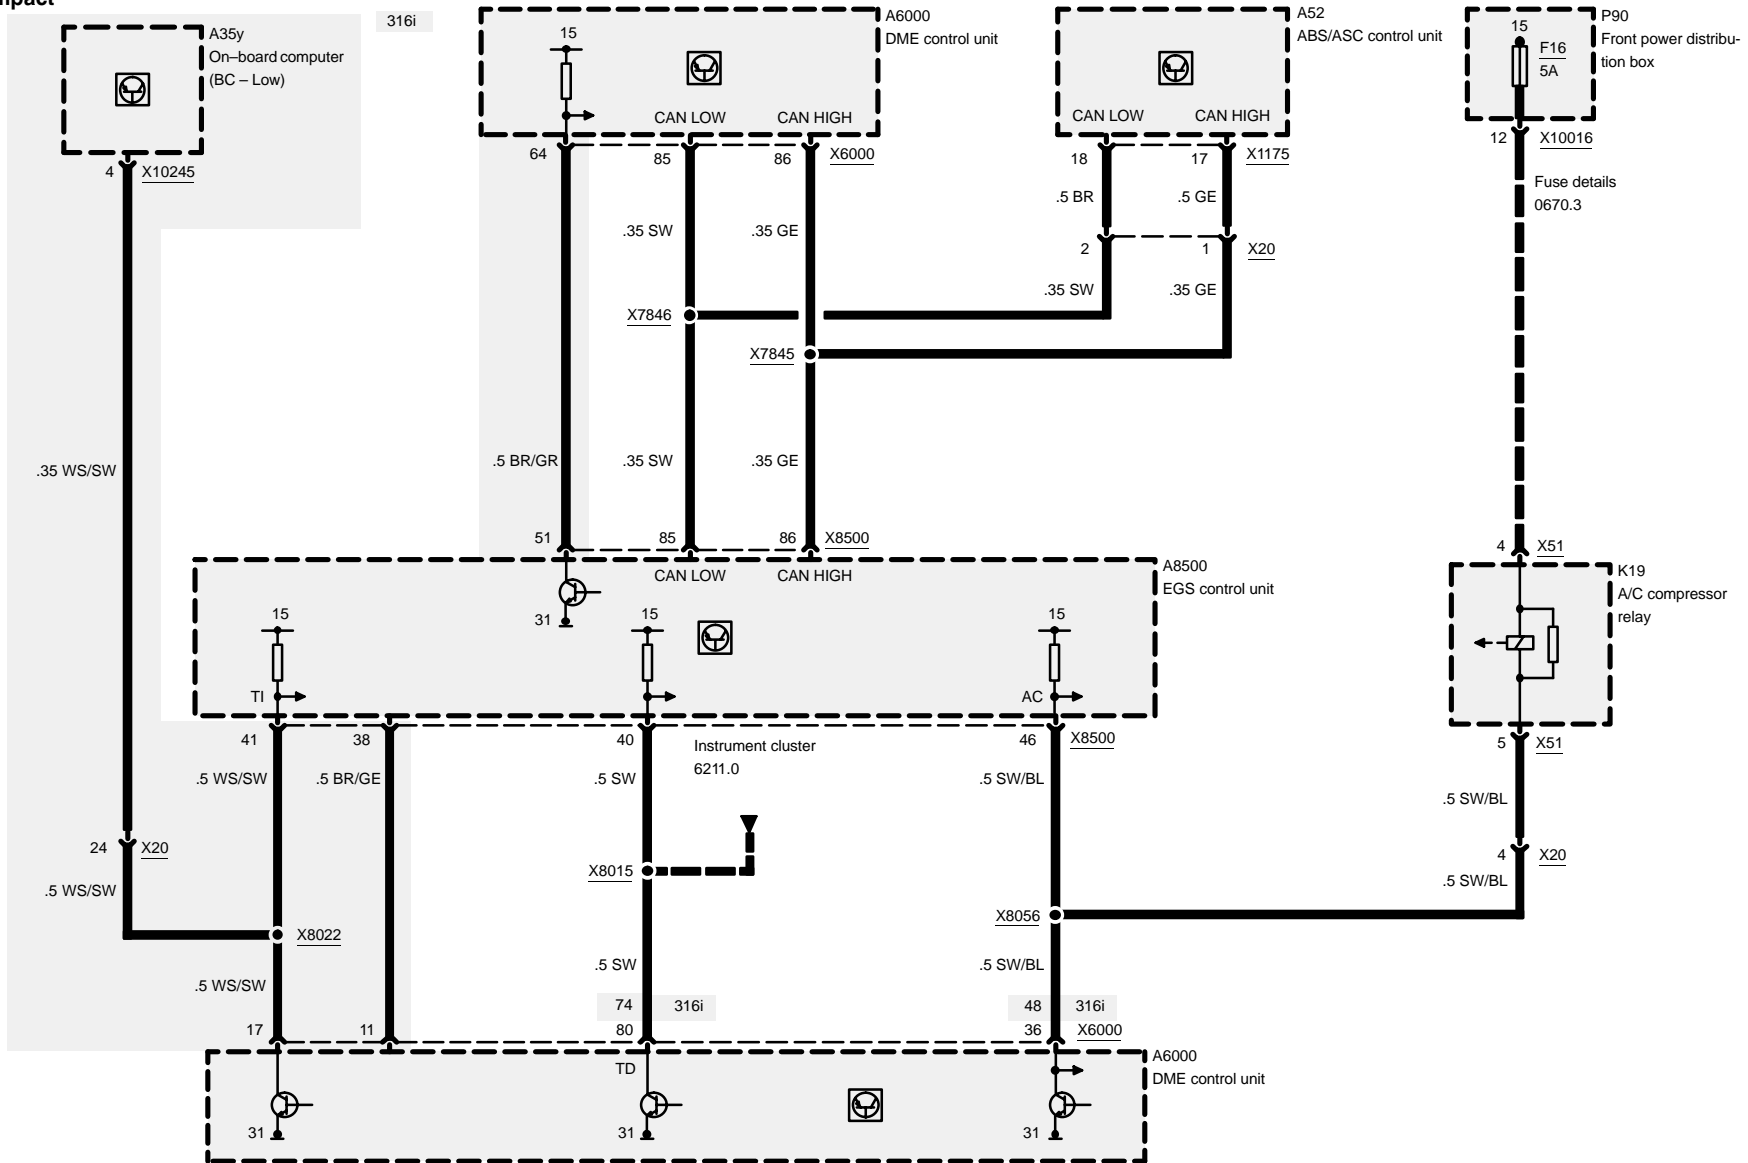 mpact
316i
A35y
On–board computer
(BC – Low)
4 X10245
.35 WS/SW
24 X20
.5 WS/SW
A6000
DME control unit
15
CAN LOW CAN HIGH
64 85 86 X6000
.35 SW .35 GE
X7846
X7845
.5 BR/GR .35 SW .35 GE
51 85 86 X8500
A52
ABS/ASC control unit
CAN LOW CAN HIGH
18 17 X1175
.5 BR .5 GE
2 1 X20
.35 SW .35 GE
P90
Front power distribu–
tion box
15
F16
5A
12 X10016
Fuse details
0670.3
4 X51
K19
A/C compressor
relay
5 X51
.5 SW/BL
4 X20
.5 SW/BL
A8500
EGS control unit
CAN LOW CAN HIGH
31
15 15 15
TI AC
41 38 40 46 X8500
Instrument cluster
6211.0
.5 WS/SW .5 BR/GE .5 SW .5 SW/BL
X8015
X8056
X8022
.5 WS/SW .5 SW .5 SW/BL
74 316i 48 316i
17 11 80 36 X6000
A6000
DME control unit
TD
31 31 31